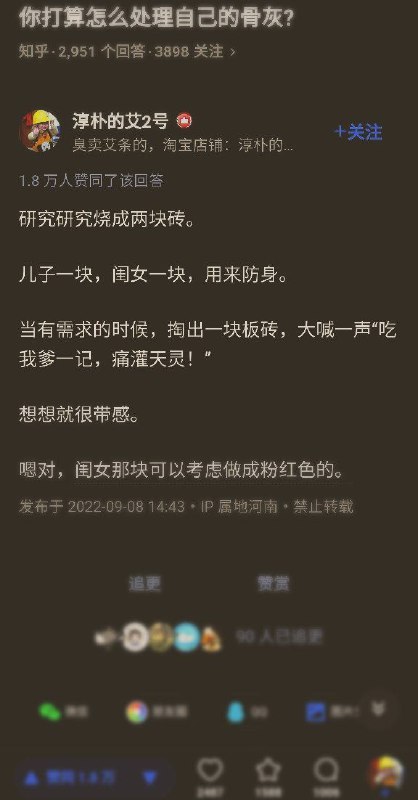 你打算怎么处理自己的骨灰?
知乎·2,951 个回答·3898 关注 >
淳朴的艾2号
臭卖艾条的，淘宝店铺：淳朴的...
+关注
1.8 万人赞同了该回答
研究研究烧成两块砖。
儿子一块，闺女一块，用来防身。
当有需求的时候，掏出一块板砖，大喊一声“吃
我爹一记，痛灌天灵！”
想想就很带感。
嗯对，闺女那块可以考虑做成粉红色的。
发布于 2022-09-08 14:43·IP 属地河南·禁止转载
追更 赞赏
90 人已追更
微信 朋友圈 QQ
赞同 1.8 万 2487 1588 1006